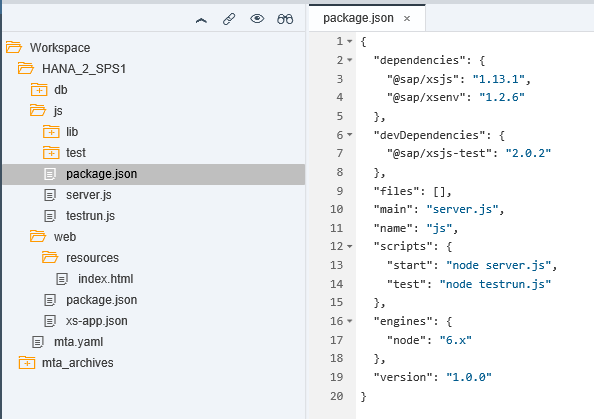 Workspace
HANA_2_SPS1
db
js
lib
test
package.json
server.js
testrun.js
web
resources
index.html
package.json
xs-app.json
mta.yaml
mta_archives
package.json ×
1 {
2 "dependencies": {
3 "@sap/xsjs": "1.13.1",
4 "@sap/xsenv": "1.2.6"
5 },
6 "devDependencies": {
7 "@sap/xsjs-test": "2.0.2"
8 },
9 "files": [],
10 "main": "server.js",
11 "name": "js",
12 "scripts": {
13 "start": "node server.js",
14 "test": "node testrun.js"
15 },
16 "engines": {
17 "node": "6.x"
18 },
19 "version": "1.0.0"
20 }